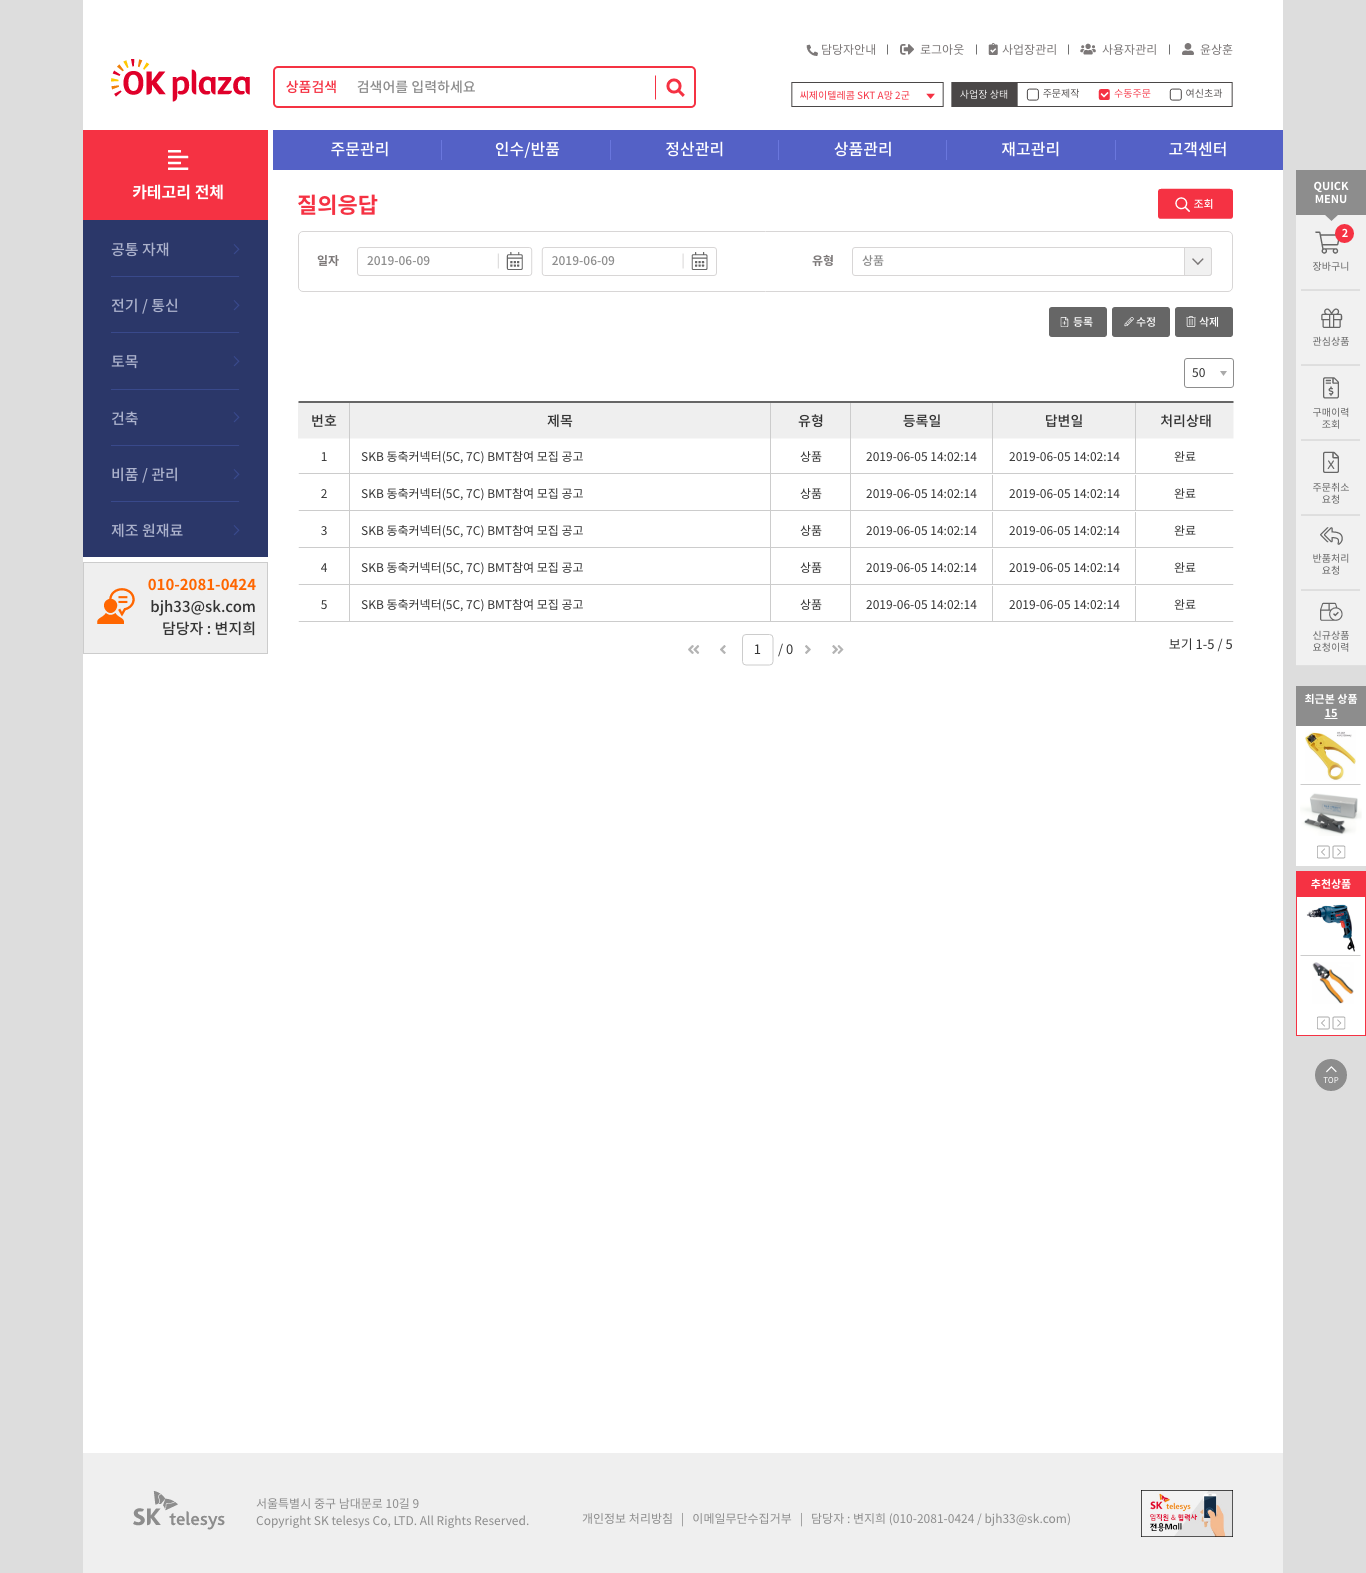 담당자안내 | 로그아웃 | 사업장관리 | 사용자관리 | 윤상훈
OK plaza
상품검색 검색어를 입력하세요
씨제이텔레콤 SKT A망 2군
사업장 상태 주문제작 수동주문 여신초과
카테고리 전체
주문관리 인수/반품 정산관리 상품관리 재고관리 고객센터
공통 자재
전기 / 통신
토목
건축
비품 / 관리
제조 원재료
010-2081-0424
bjh33@sk.com
담당자 : 변지희
질의응답
조회
일자 2019-06-09 2019-06-09 유형 상품
등록 수정 삭제
50
번호 제목 유형 등록일 답변일 처리상태
1 SKB 동축커넥터(5C, 7C) BMT참여 모집 공고 상품 2019-06-05 14:02:14 2019-06-05 14:02:14 완료
2 SKB 동축커넥터(5C, 7C) BMT참여 모집 공고 상품 2019-06-05 14:02:14 2019-06-05 14:02:14 완료
3 SKB 동축커넥터(5C, 7C) BMT참여 모집 공고 상품 2019-06-05 14:02:14 2019-06-05 14:02:14 완료
4 SKB 동축커넥터(5C, 7C) BMT참여 모집 공고 상품 2019-06-05 14:02:14 2019-06-05 14:02:14 완료
5 SKB 동축커넥터(5C, 7C) BMT참여 모집 공고 상품 2019-06-05 14:02:14 2019-06-05 14:02:14 완료
1 / 0
보기 1-5 / 5
QUICK
MENU
2
장바구니
관심상품
구매이력
조회
주문취소
요청
반품처리
요청
신규상품
요청이력
최근본 상품
15
추천상품
TOP
SK telesys
서울특별시 중구 남대문로 10길 9
Copyright SK telesys Co, LTD. All Rights Reserved.
개인정보 처리방침 | 이메일무단수집거부 | 담당자 : 변지희 (010-2081-0424 / bjh33@sk.com)
SK telesys
임직원 & 협력사
전용Mall